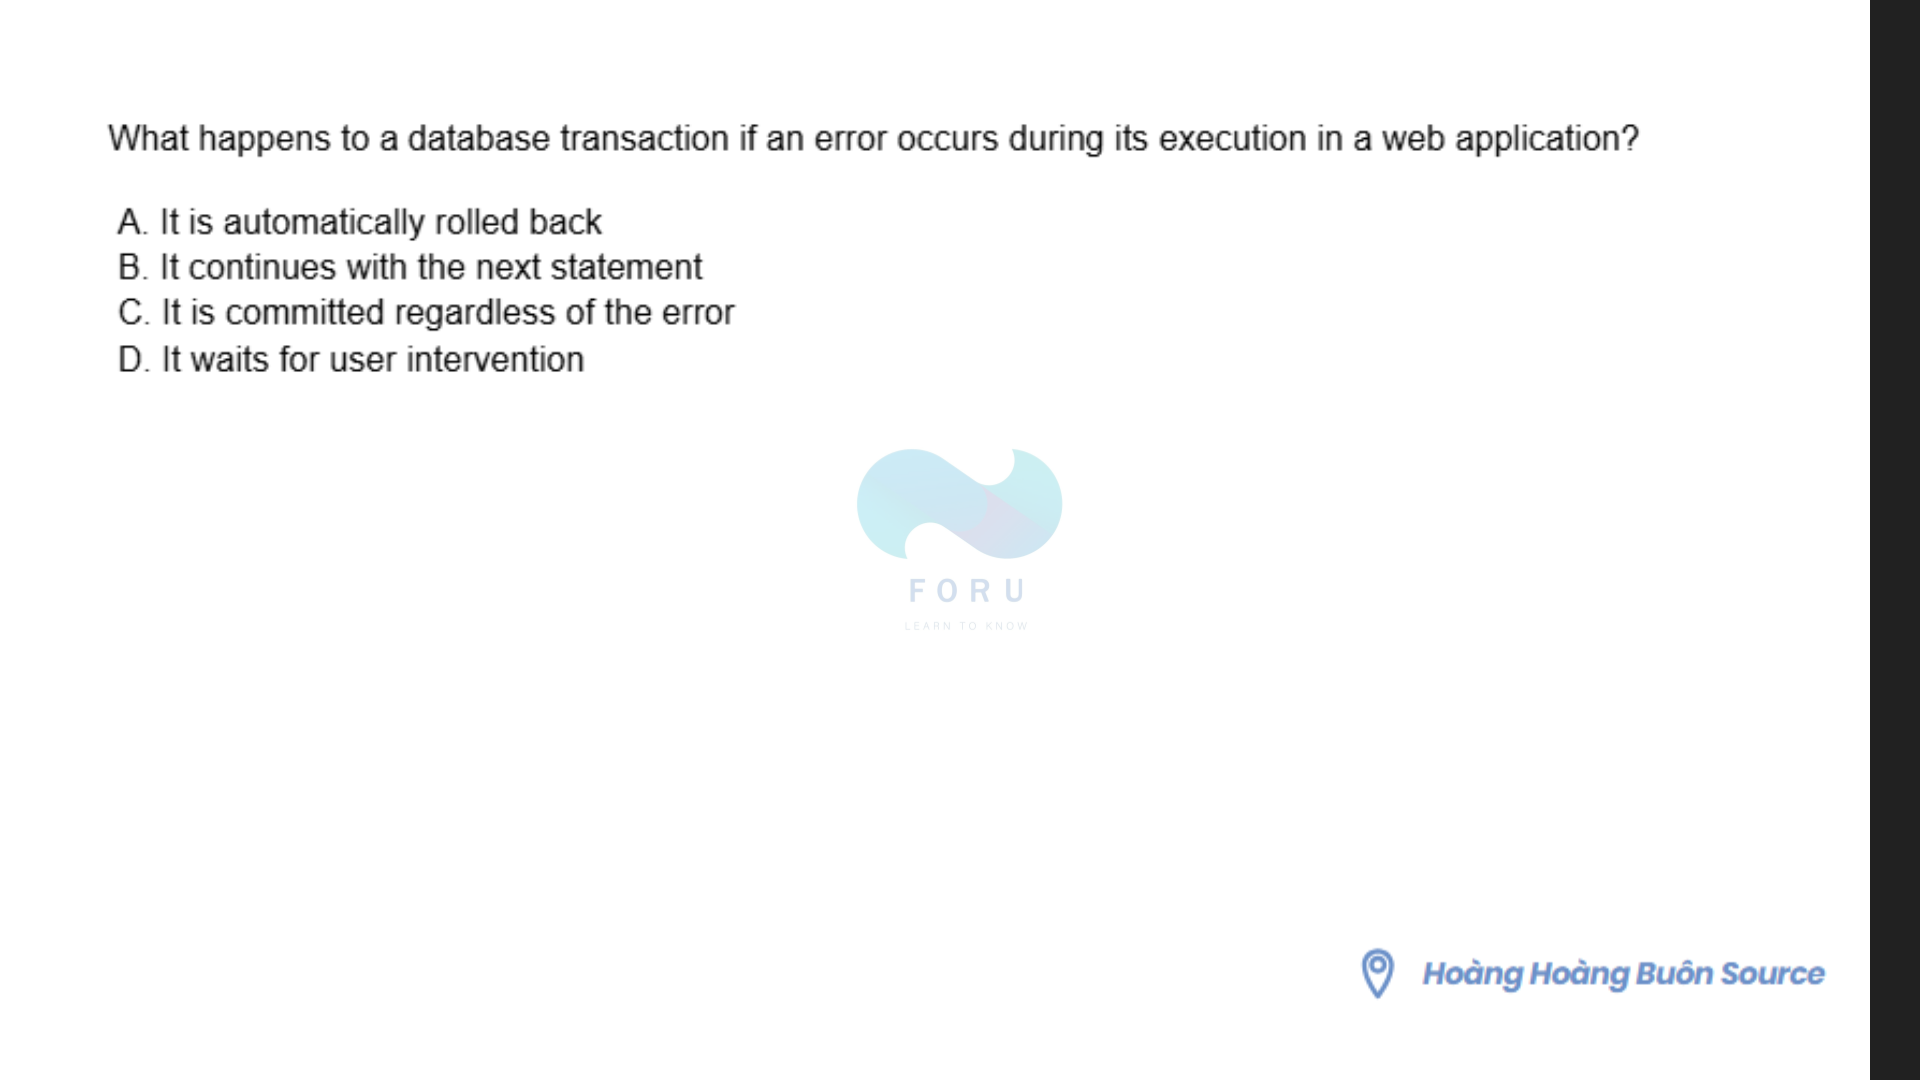 What happens to a database transaction if an error occurs during its execution in a web application?
A. It is automatically rolled back
B. It continues with the next statement
C. It is committed regardless of the error
D. It waits for user intervention
FORU
LEARN TO KNOW
Hoàng Hoàng Buôn Source